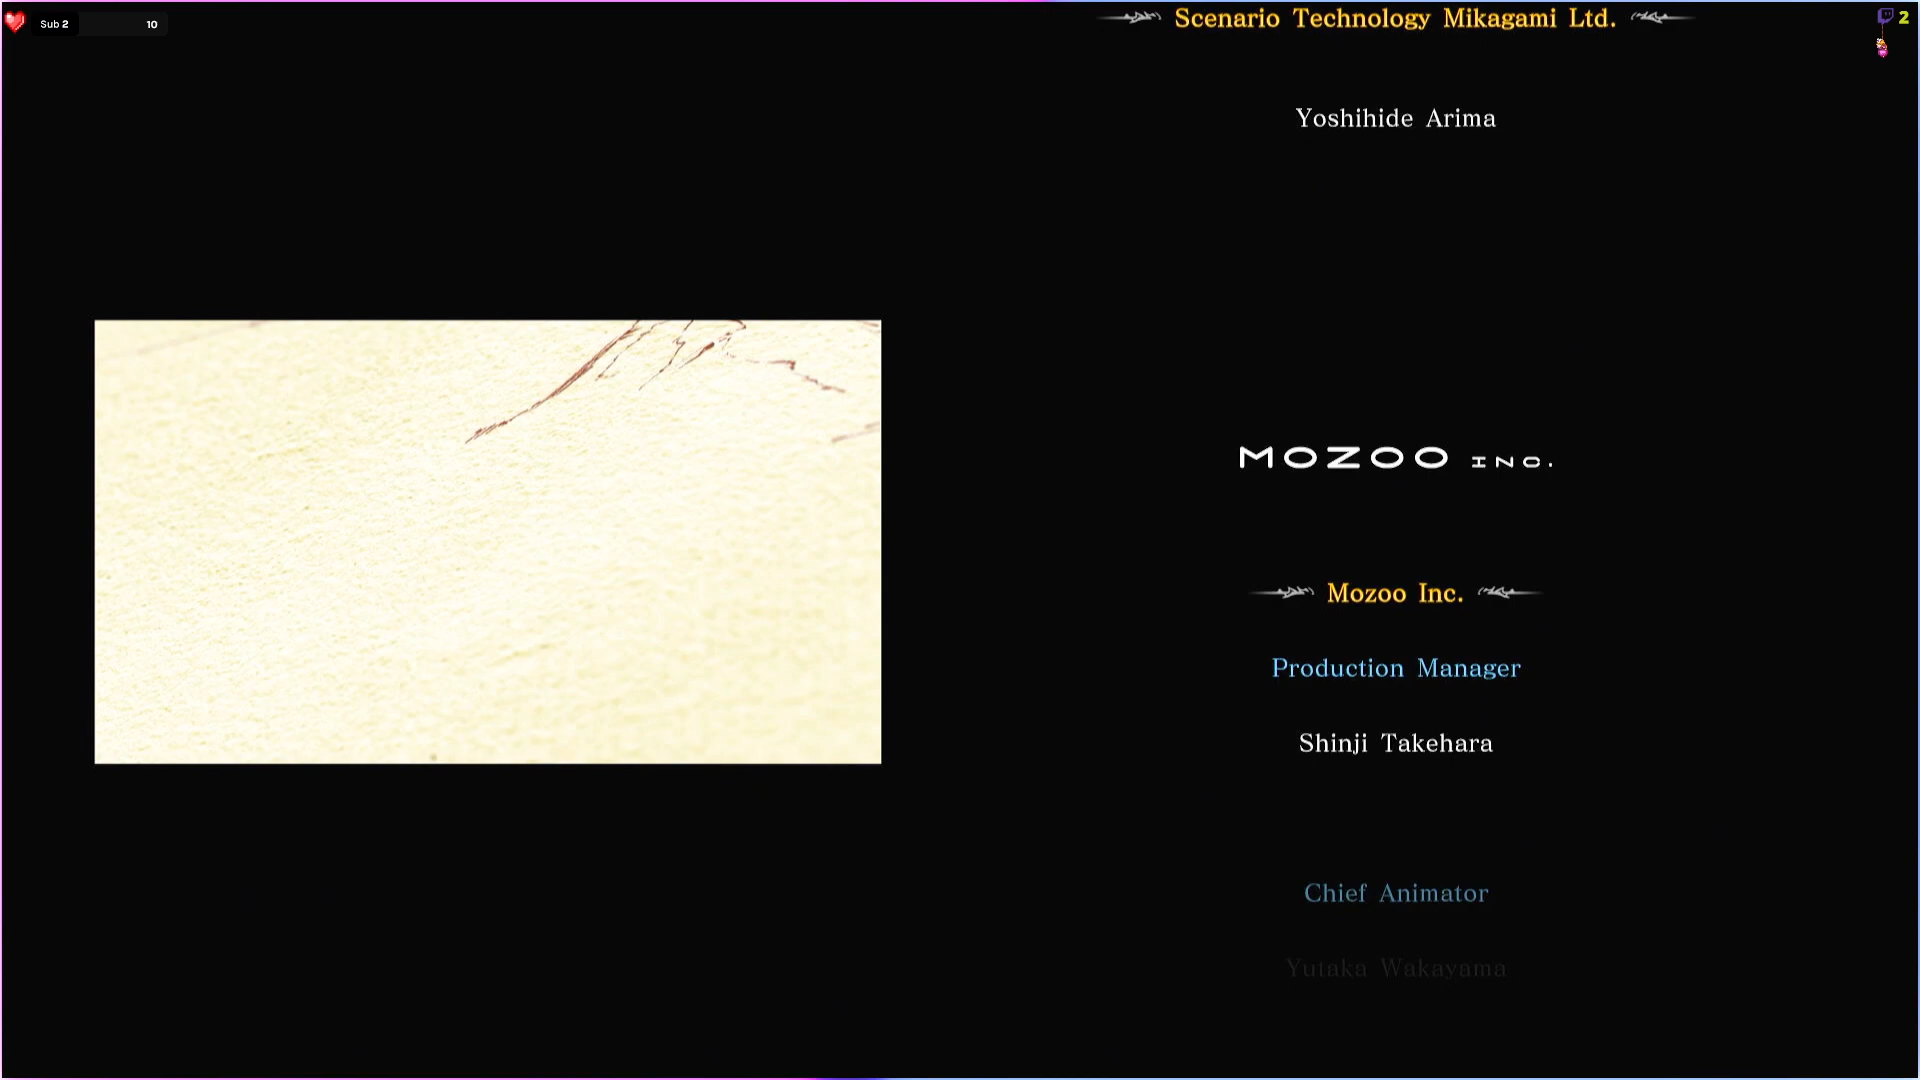 Sub 2
10
2
Scenario Technology Mikagami Ltd.
Yoshihide Arima
MOZOO INC.
Mozoo Inc.
Production Manager
Shinji Takehara
Chief Animator
Yutaka Wakayama